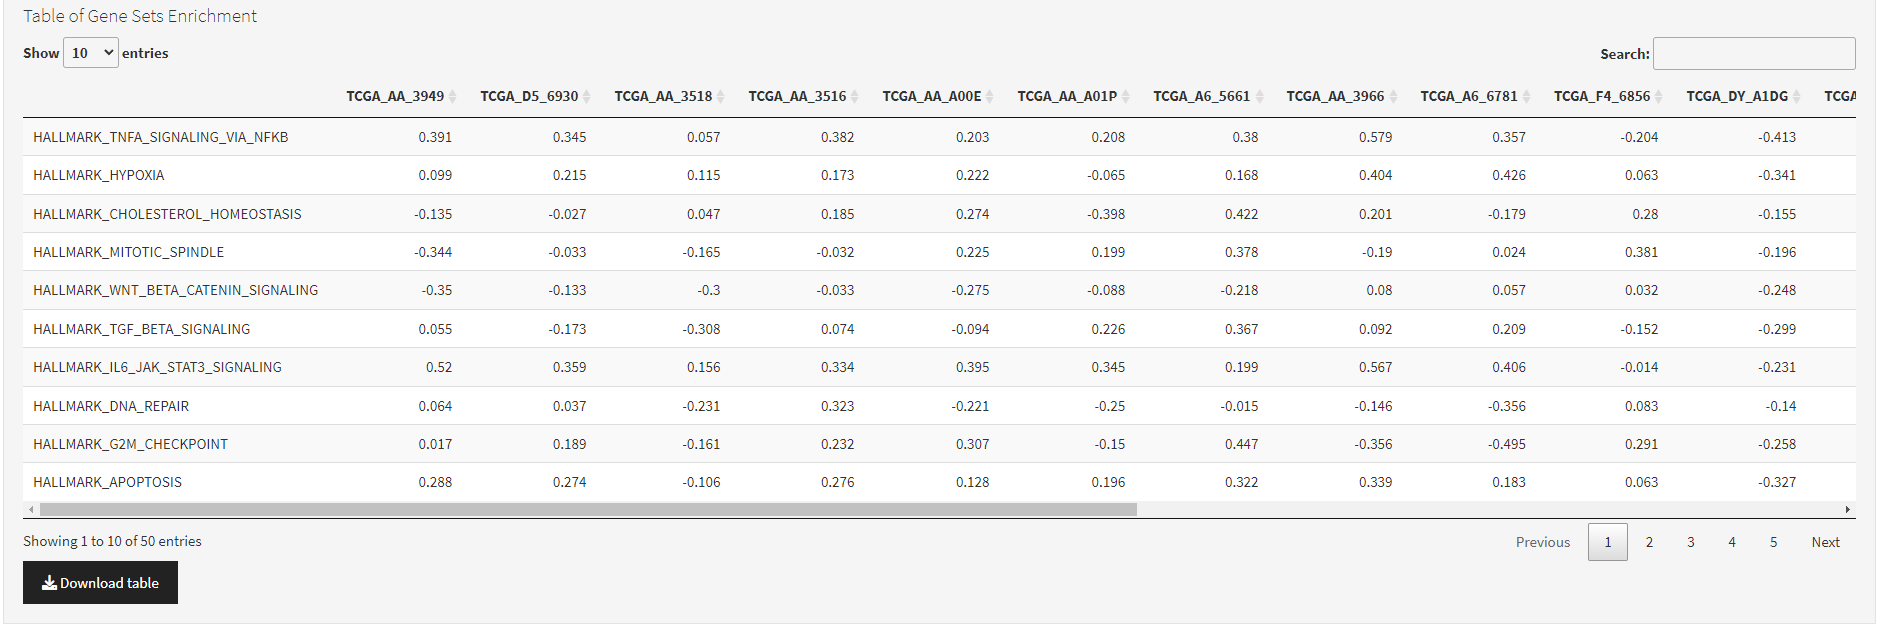 Table of Gene Sets Enrichment
Show 10 entries
Search:
TCGA_AA_3949 TCGA_D5_6930 TCGA_AA_3518 TCGA_AA_3516 TCGA_AA_A00E TCGA_AA_A01P TCGA_A6_5661 TCGA_AA_3966 TCGA_A6_6781 TCGA_F4_6856 TCGA_DY_A1DG TCGA
HALLMARK_TNFA_SIGNALING_VIA_NFKB 0.391 0.345 0.057 0.382 0.203 0.208 0.38 0.579 0.357 -0.204 -0.413
HALLMARK_HYPOXIA 0.099 0.215 0.115 0.173 0.222 -0.065 0.168 0.404 0.426 0.063 -0.341
HALLMARK_CHOLESTEROL_HOMEOSTASIS -0.135 -0.027 0.047 0.185 0.274 -0.398 0.422 0.201 -0.179 0.28 -0.155
HALLMARK_MITOTIC_SPINDLE -0.344 -0.033 -0.165 -0.032 0.225 0.199 0.378 -0.19 0.024 0.381 -0.196
HALLMARK_WNT_BETA_CATENIN_SIGNALING -0.35 -0.133 -0.3 -0.033 -0.275 -0.088 -0.218 0.08 0.057 0.032 -0.248
HALLMARK_TGF_BETA_SIGNALING 0.055 -0.173 -0.308 0.074 -0.094 0.226 0.367 0.092 0.209 -0.152 -0.299
HALLMARK_IL6_JAK_STAT3_SIGNALING 0.52 0.359 0.156 0.334 0.395 0.345 0.199 0.567 0.406 -0.014 -0.231
HALLMARK_DNA_REPAIR 0.064 0.037 -0.231 0.323 -0.221 -0.25 -0.015 -0.146 -0.356 0.083 -0.14
HALLMARK_G2M_CHECKPOINT 0.017 0.189 -0.161 0.232 0.307 -0.15 0.447 -0.356 -0.495 0.291 -0.258
HALLMARK_APOPTOSIS 0.288 0.274 -0.106 0.276 0.128 0.196 0.322 0.339 0.183 0.063 -0.327
Showing 1 to 10 of 50 entries
Previous 1 2 3 4 5 Next
Download table